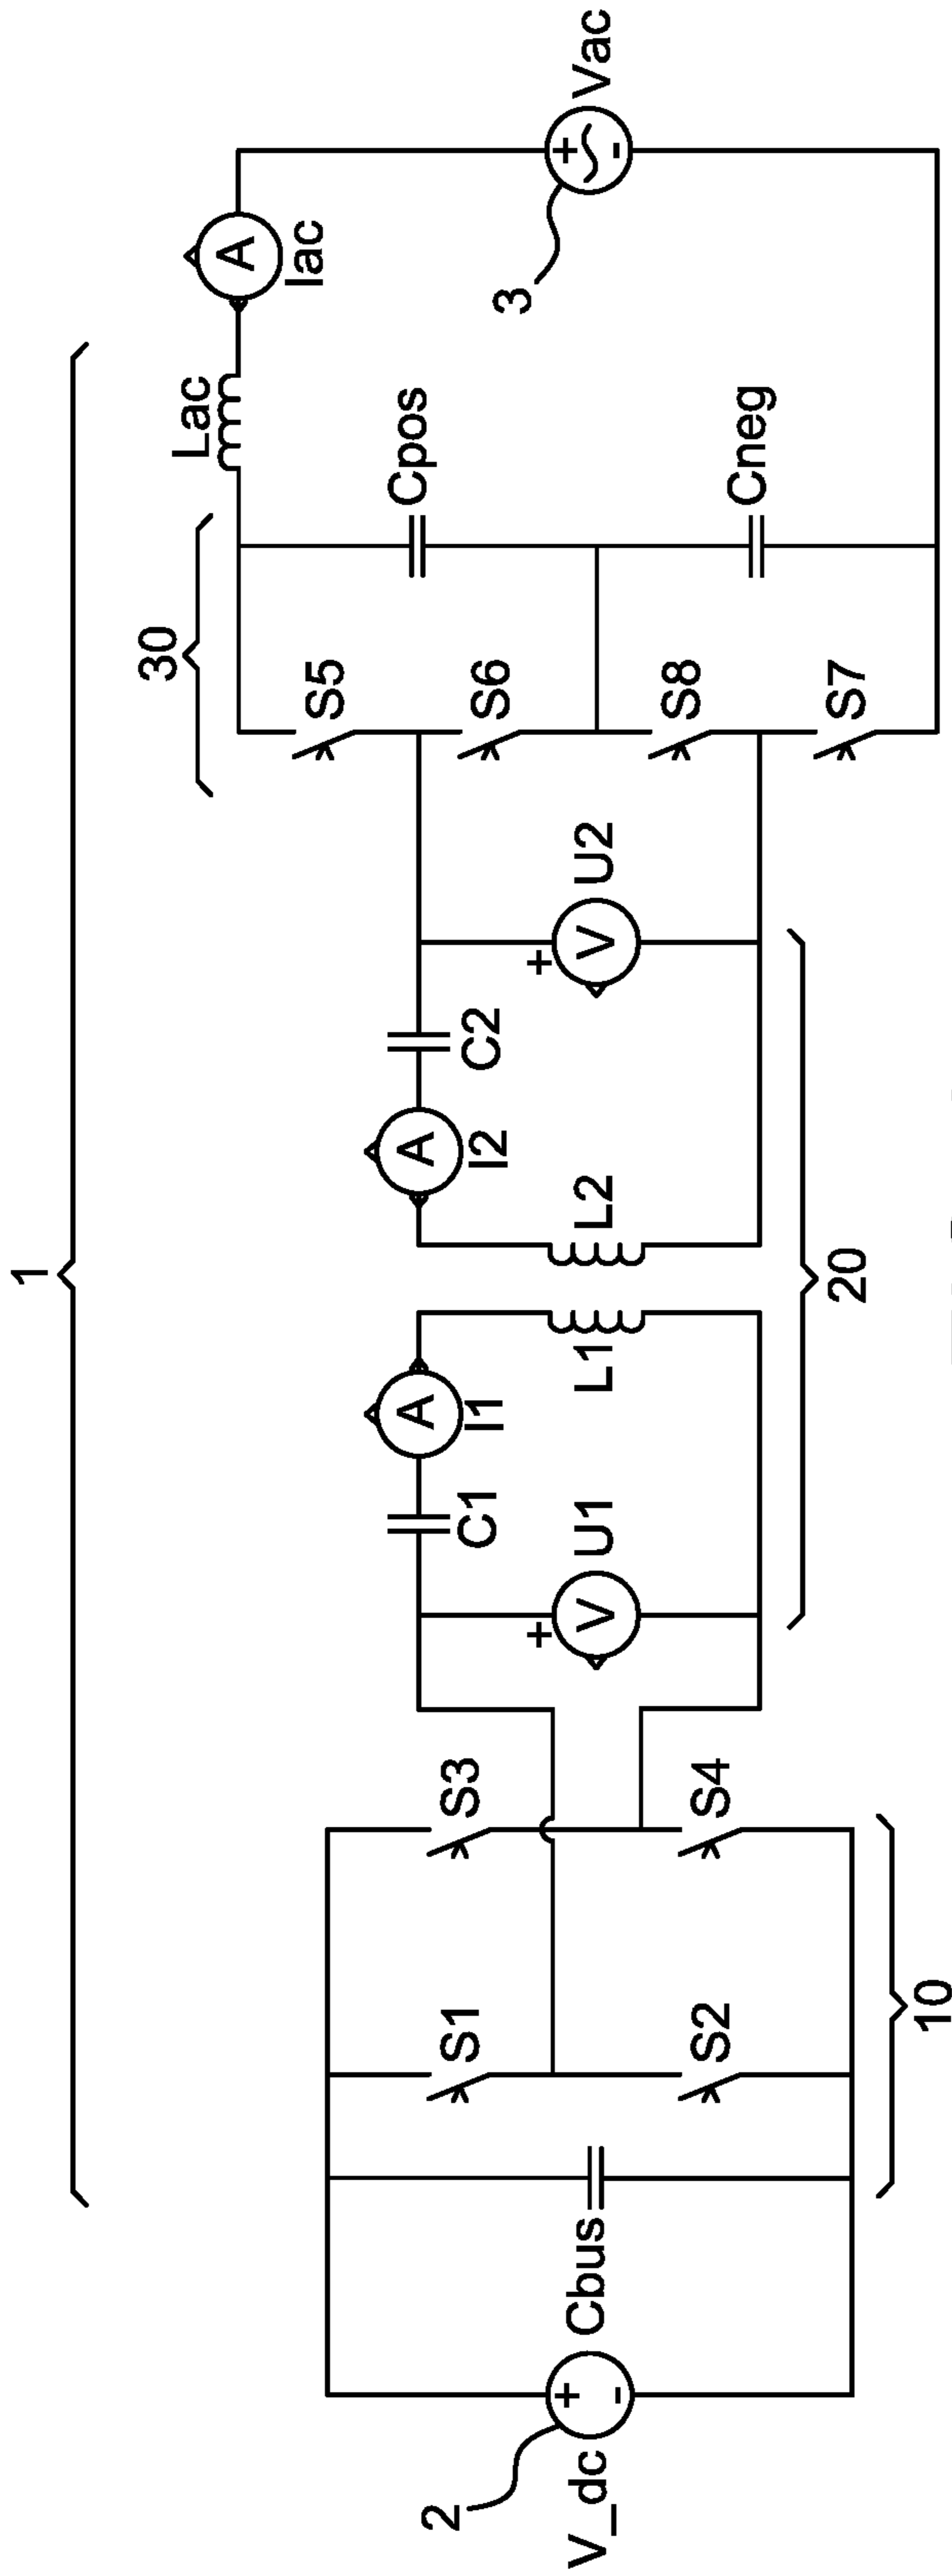 1
30
Lac
A
Iac
S5
Cpos
S6
S8
Cneg
S7
3
+
-
Vac
S1
S3
C1
A
I1
A
I2
C2
2
+
-
V_dc
Cbus
+
V
U1
L1
L2
+
V
U2
S2
S4
10
20